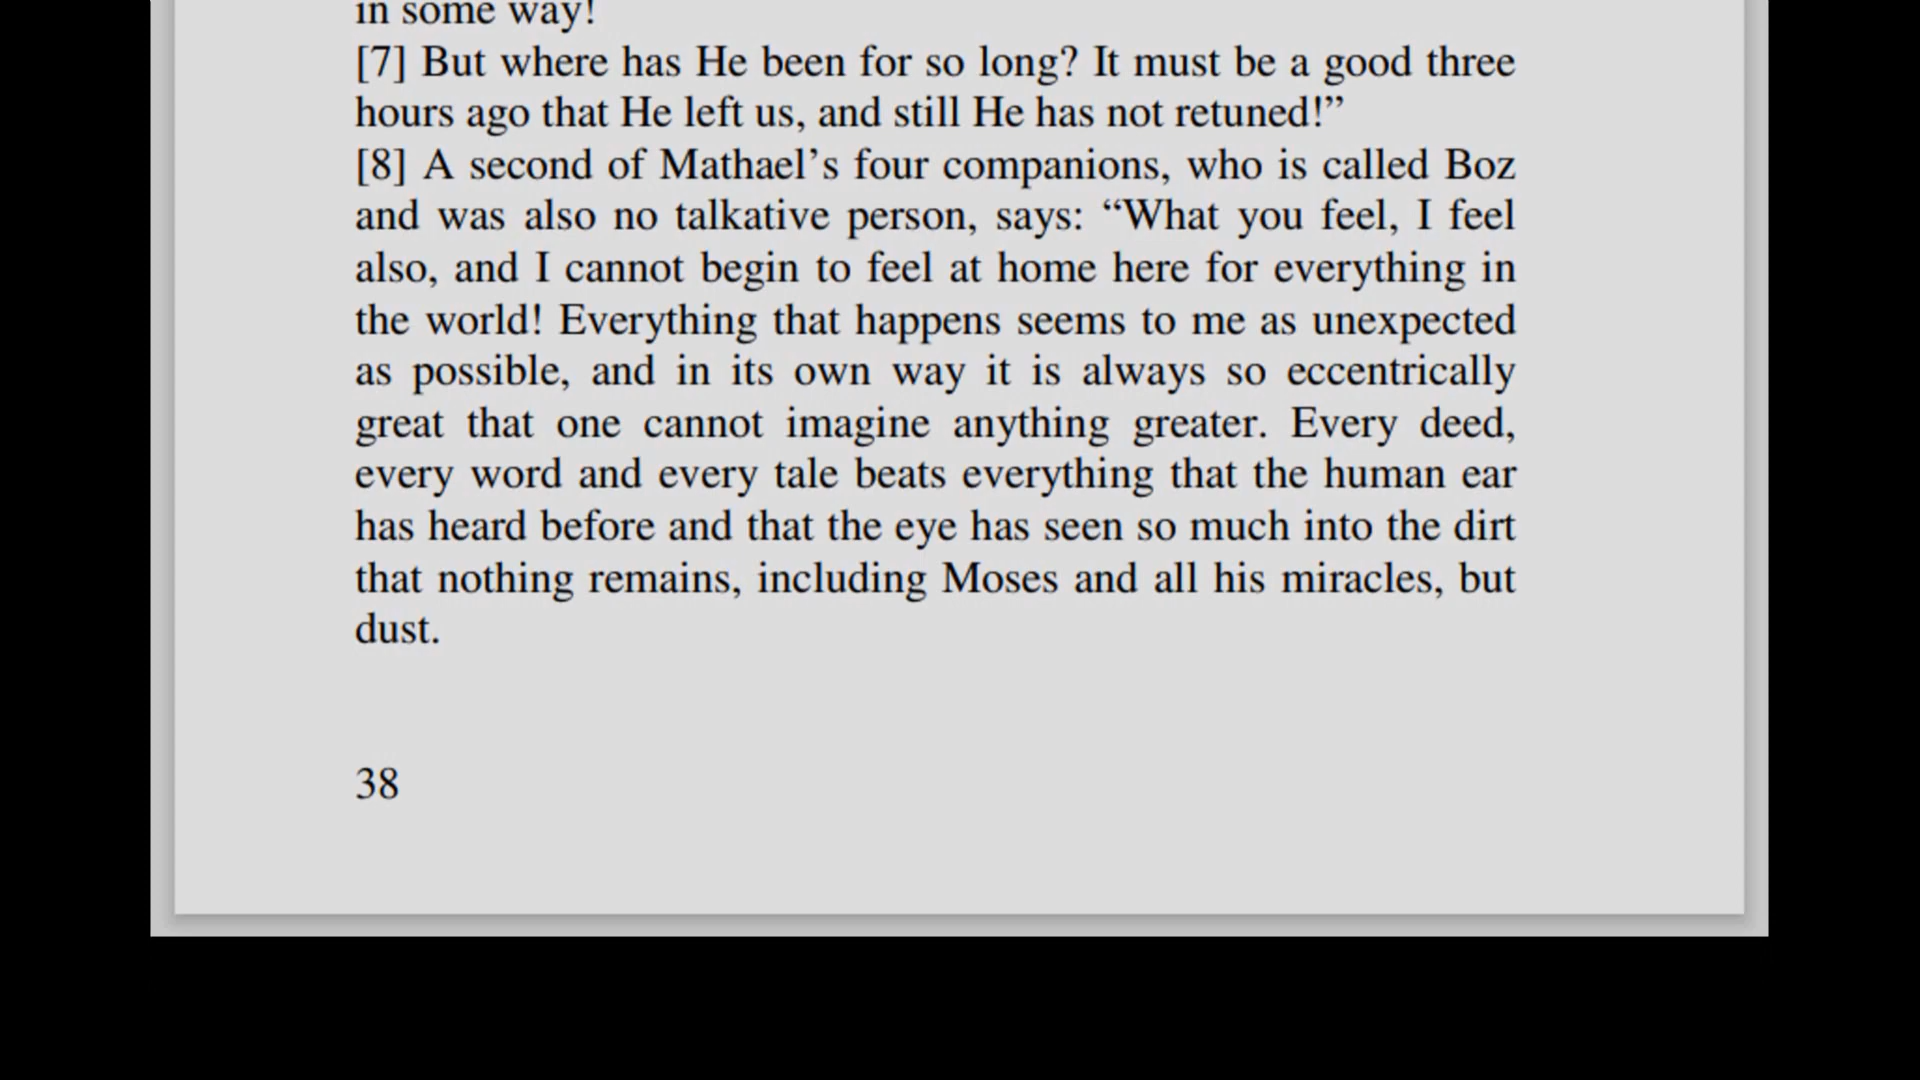 in some way!
[7] But where has He been for so long? It must be a good three
hours ago that He left us, and still He has not retuned!”
[8] A second of Mathael’s four companions, who is called Boz
and was also no talkative person, says: “What you feel, I feel
also, and I cannot begin to feel at home here for everything in
the world! Everything that happens seems to me as unexpected
as possible, and in its own way it is always so eccentrically
great that one cannot imagine anything greater. Every deed,
every word and every tale beats everything that the human ear
has heard before and that the eye has seen so much into the dirt
that nothing remains, including Moses and all his miracles, but
dust.
38